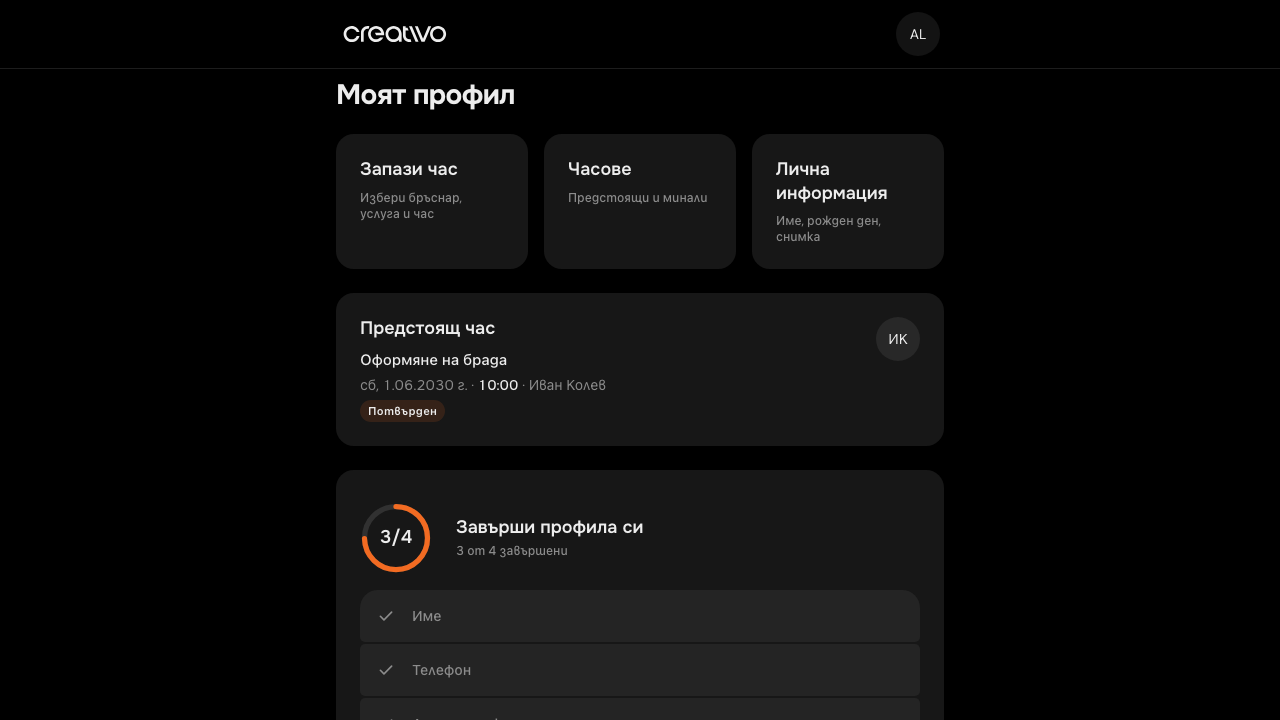 creativo
AL
Моят профил
Запази час
Избери бръснар,
услуга и час
Часове
Предстоящи и минали
Лична
информация
Име, рожден ден,
снимка
Предстоящ час
ИК
Оформяне на брада
сб, 1.06.2030 г. · 10:00 · Иван Колев
Потвърден
3/4
Завърши профила си
3 от 4 завършени
Име
Телефон